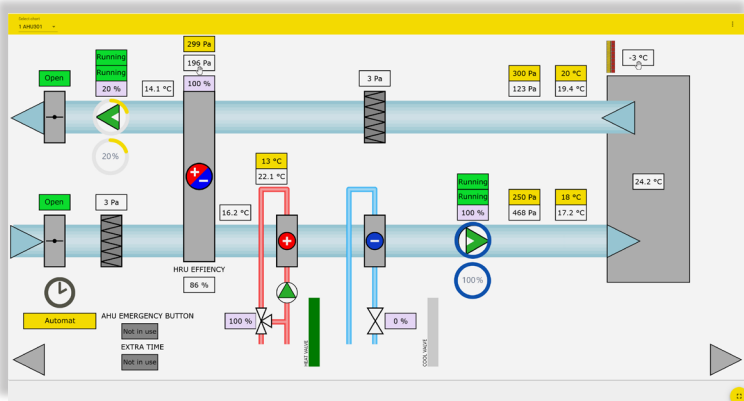 Select chart
1 AHU301
299 Pa
196 Pa
100 %
Running
Running
20 %
14.1 °C
Open
20%
3 Pa
300 Pa
20 °C
123 Pa
19.4 °C
-3 °C
24.2 °C
13 °C
22.1 °C
Running
Running
100 %
250 Pa
18 °C
468 Pa
17.2 °C
Open
3 Pa
16.2 °C
100%
HRU EFFIENCY
86 %
Automat
AHU EMERGENCY BUTTON
Not in use
EXTRA TIME
Not in use
100 %
HEAT VALVE
0 %
COOL VALVE